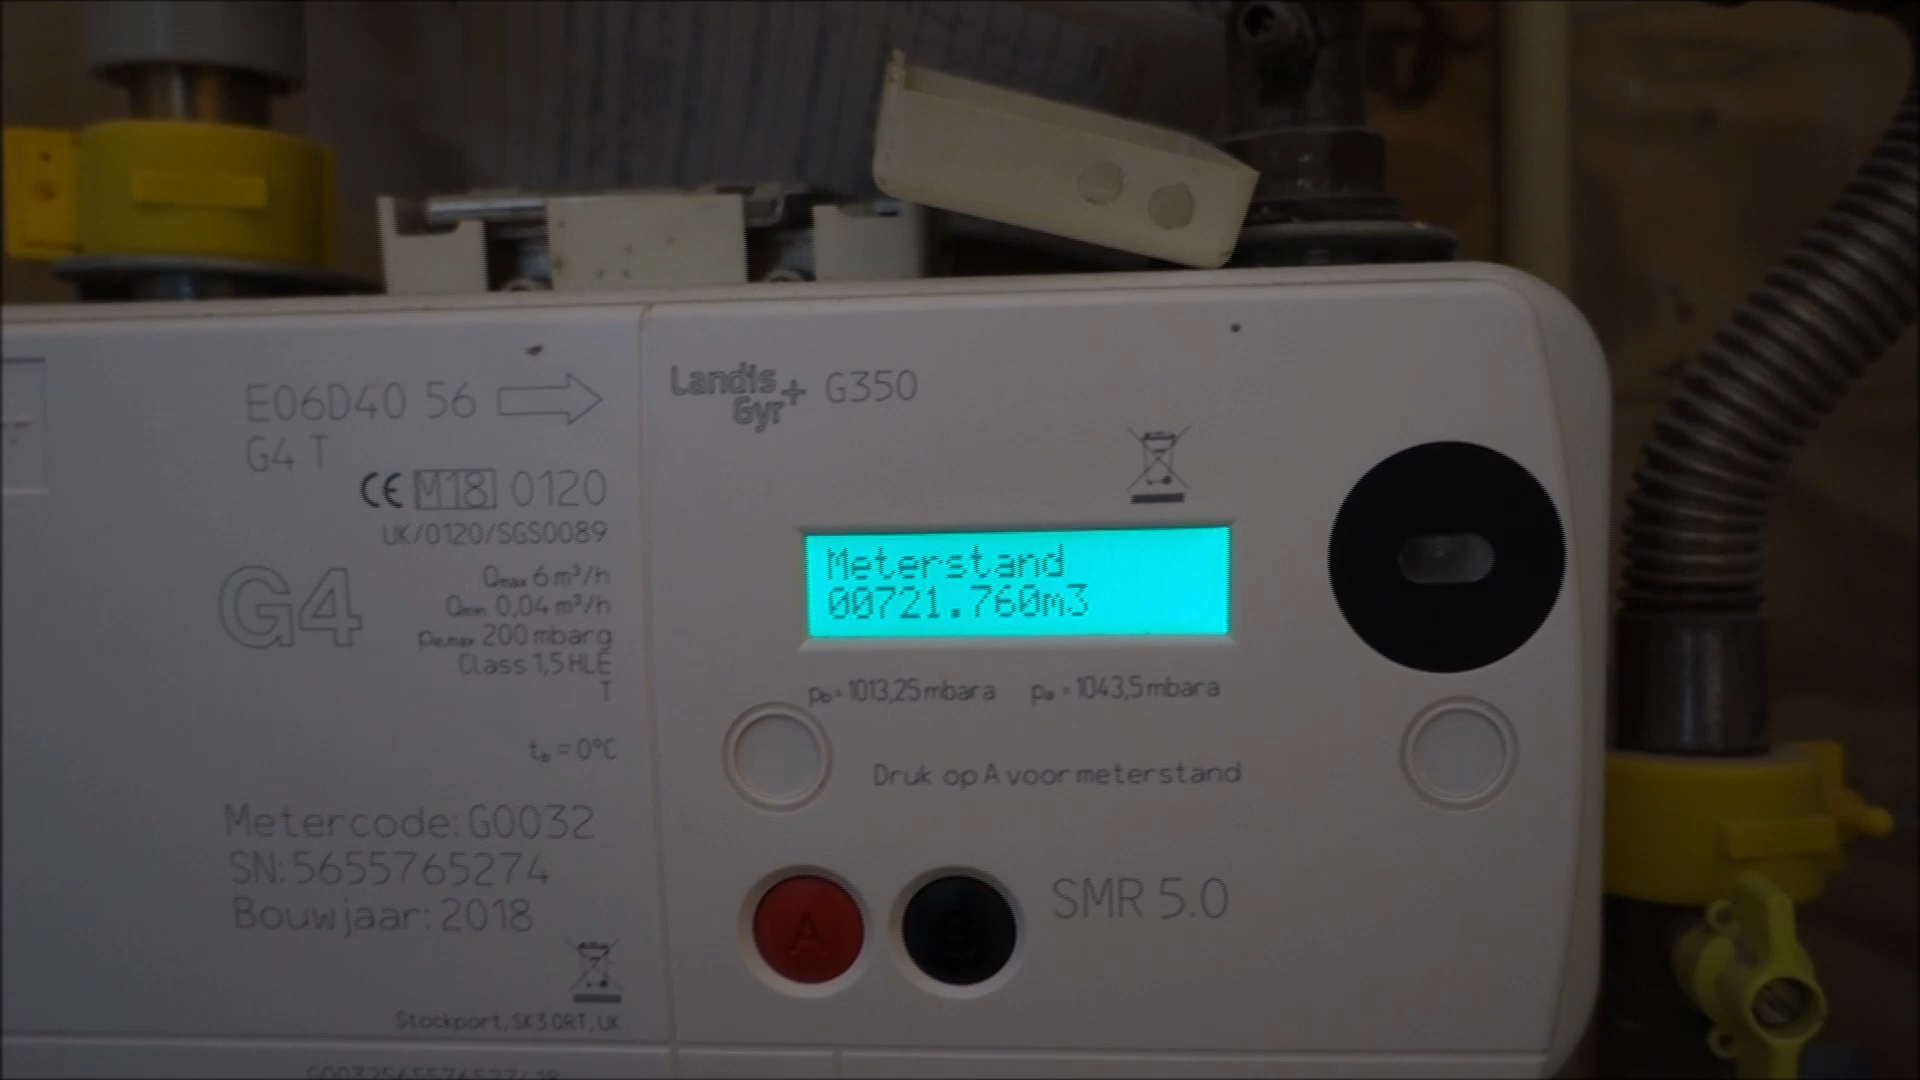 E06D40 56
G4 T
CE M18 0120
UK/0120/SGS0089
G4
Qmax 6 m³/h
Qmin 0,04 m³/h
pe.max 200 mbarg
Class 1,5 HLE
T
tb = 0°C
Metercode: G0032
SN: 5655765274
Bouwjaar: 2018
Stockport, SK3 0RT, UK
Landis+
Gyr
G350
Meterstand
00721.760m3
pb = 1013,25 mbara
pa = 1043,5 mbara
Druk op A voor meterstand
A
B
SMR 5.0